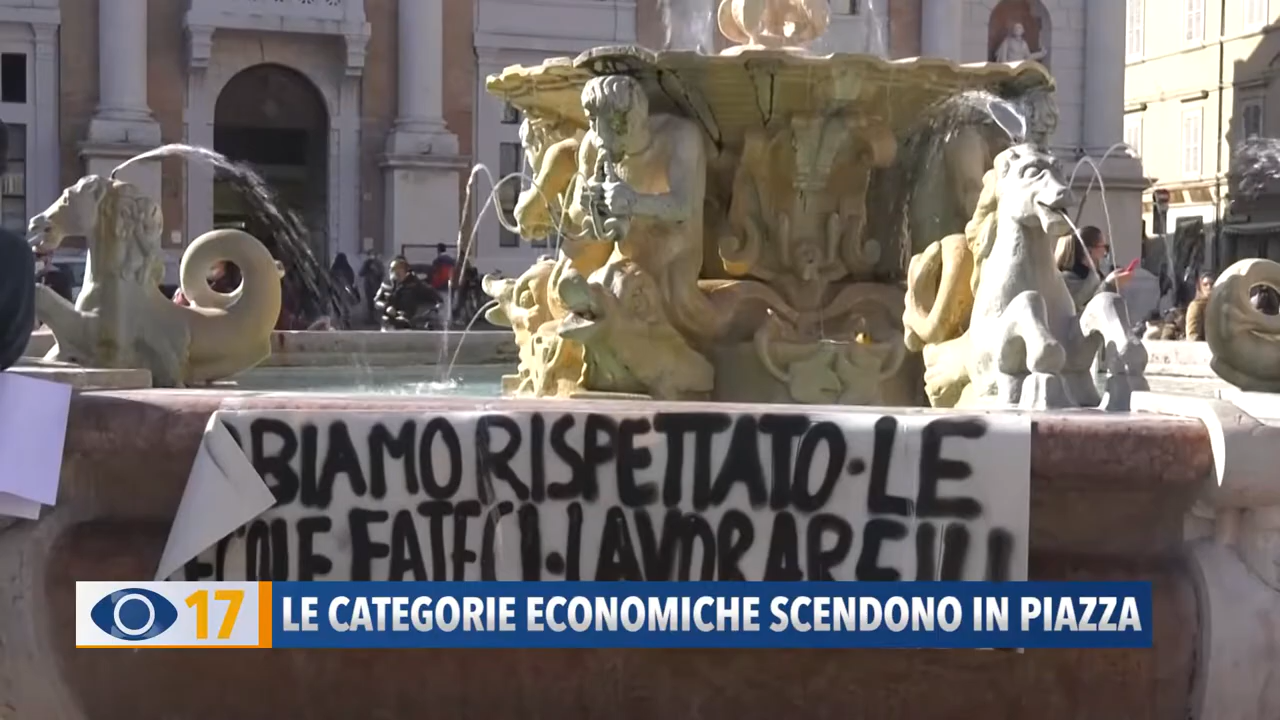 BIAMO RISPETTATO·LE
FATECI·LAVORARE!!!
17
LE CATEGORIE ECONOMICHE SCENDONO IN PIAZZA